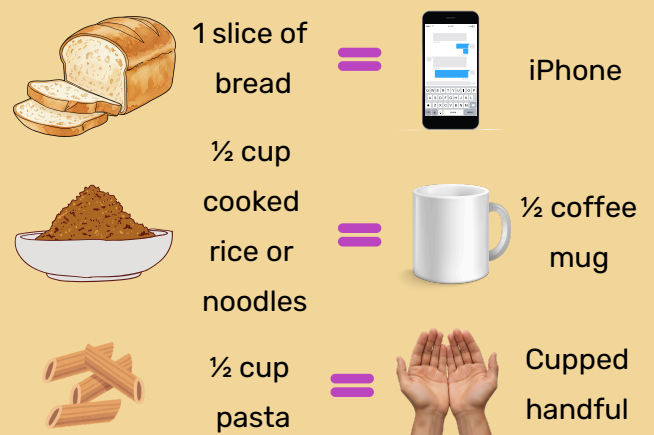 1 slice of
bread
iPhone
½ cup
cooked
rice or
noodles
½ coffee
mug
½ cup
pasta
Cupped
handful